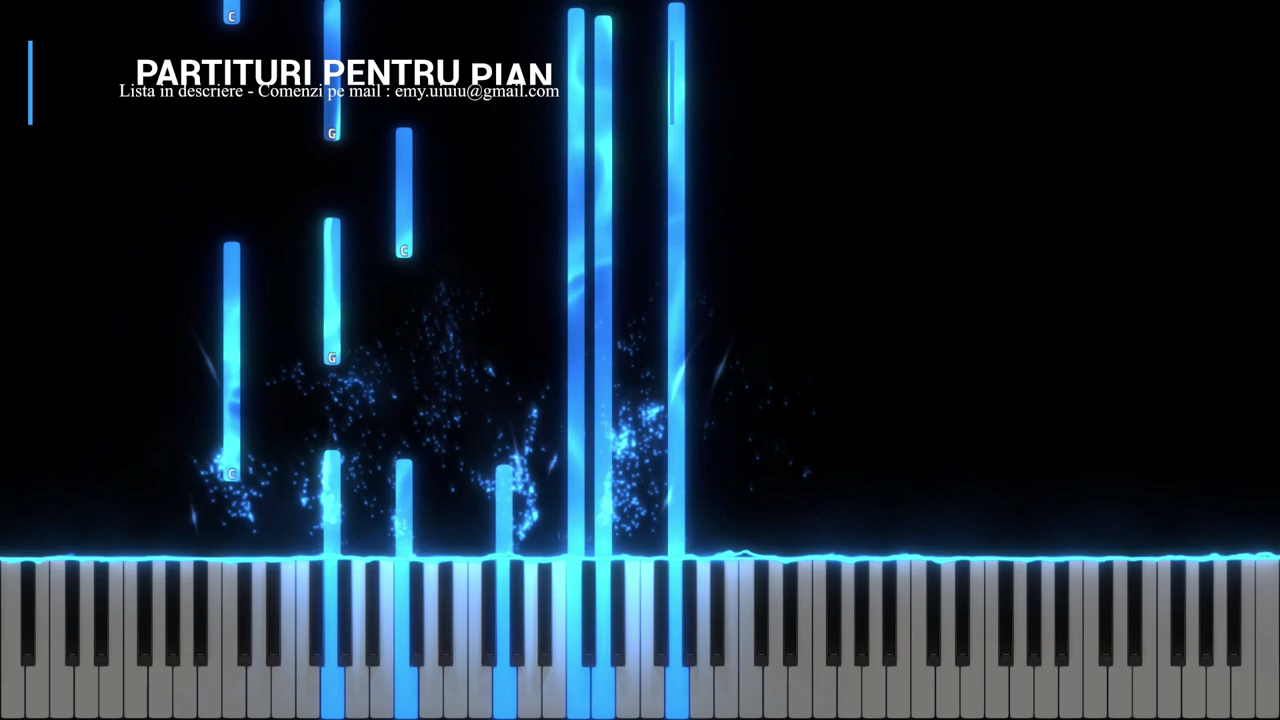 C
PARTITURI PENTRU PIAN
Lista in descriere - Comenzi pe mail : emy.uiuiu@gmail.com
G
C
G
C